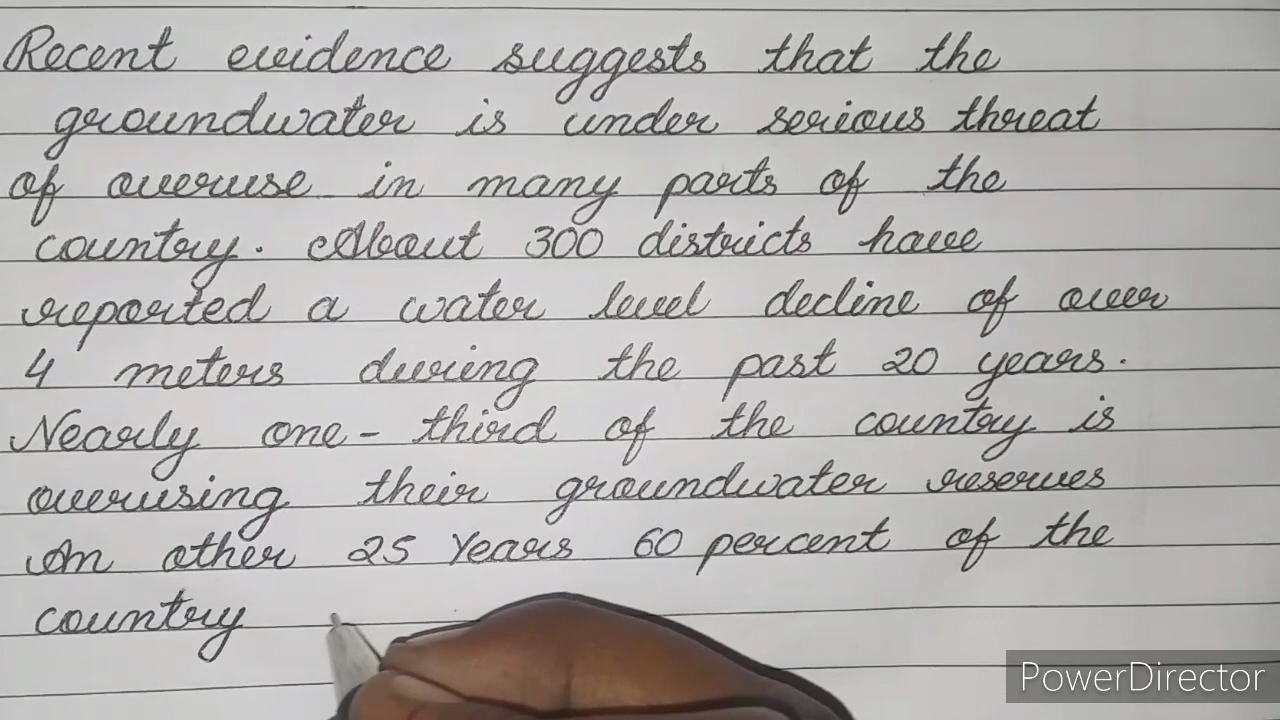 Recent evidence suggests that the
groundwater is under serious threat
of overuse in many parts of the
country. About 300 districts have
reported a water level decline of over
4 meters during the past 20 years.
Nearly one-third of the country is
overusing their groundwater reserves
An other 25 Years 60 percent of the
country
PowerDirector